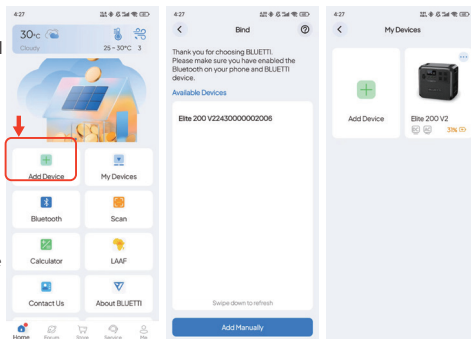 4:27
30°C
Cloudy
25 ~ 30°C 3
Add Device
My Devices
Bluetooth
Scan
Calculator
LAAF
Contact Us
About BLUETTI
Home
Forum
Store
Service
Me
4:27
Bind
Thank you for choosing BLUETTI.
Please make sure you have enabled the
Bluetooth on your phone and BLUETTI
device.
Available Devices
Elite 200 V22430000002006
Swipe down to refresh
Add Manually
4:27
My Devices
Add Device
Elite 200 V2
DC AC 31%